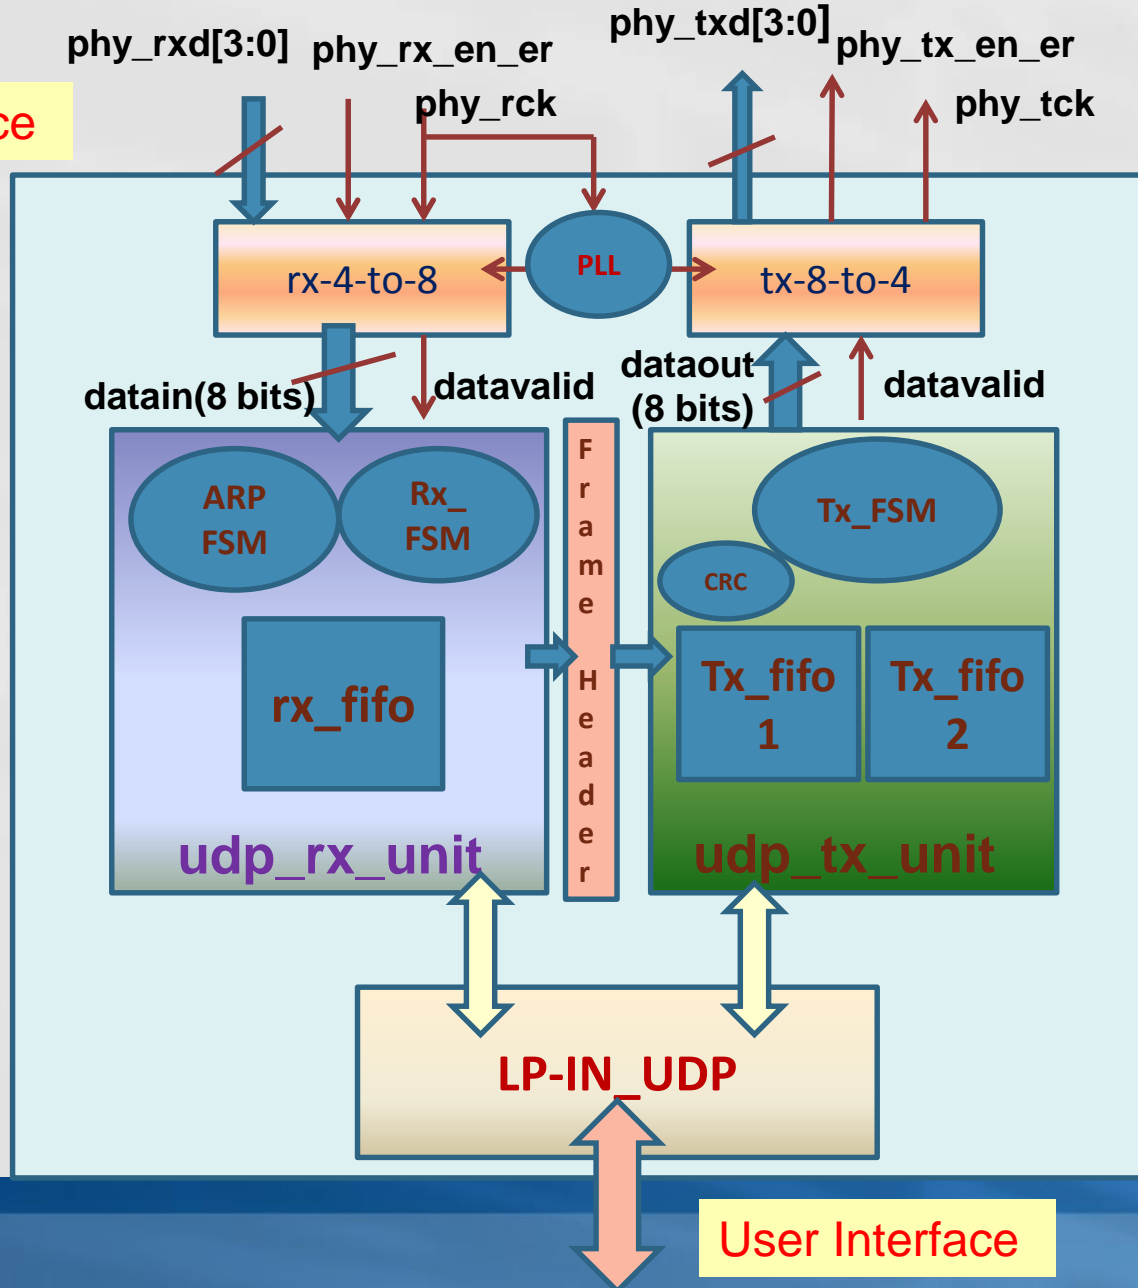 phy_rxd[3:0]
phy_rx_en_er
phy_rck
phy_txd[3:0]
phy_tx_en_er
phy_tck
rx-4-to-8
PLL
tx-8-to-4
datain(8 bits)
datavalid
dataout
(8 bits)
datavalid
ARP
FSM
Rx_
FSM
Frame Header
Tx_FSM
CRC
rx_fifo
Tx_fifo
1
Tx_fifo
2
udp_rx_unit
udp_tx_unit
LP-IN_UDP
User Interface